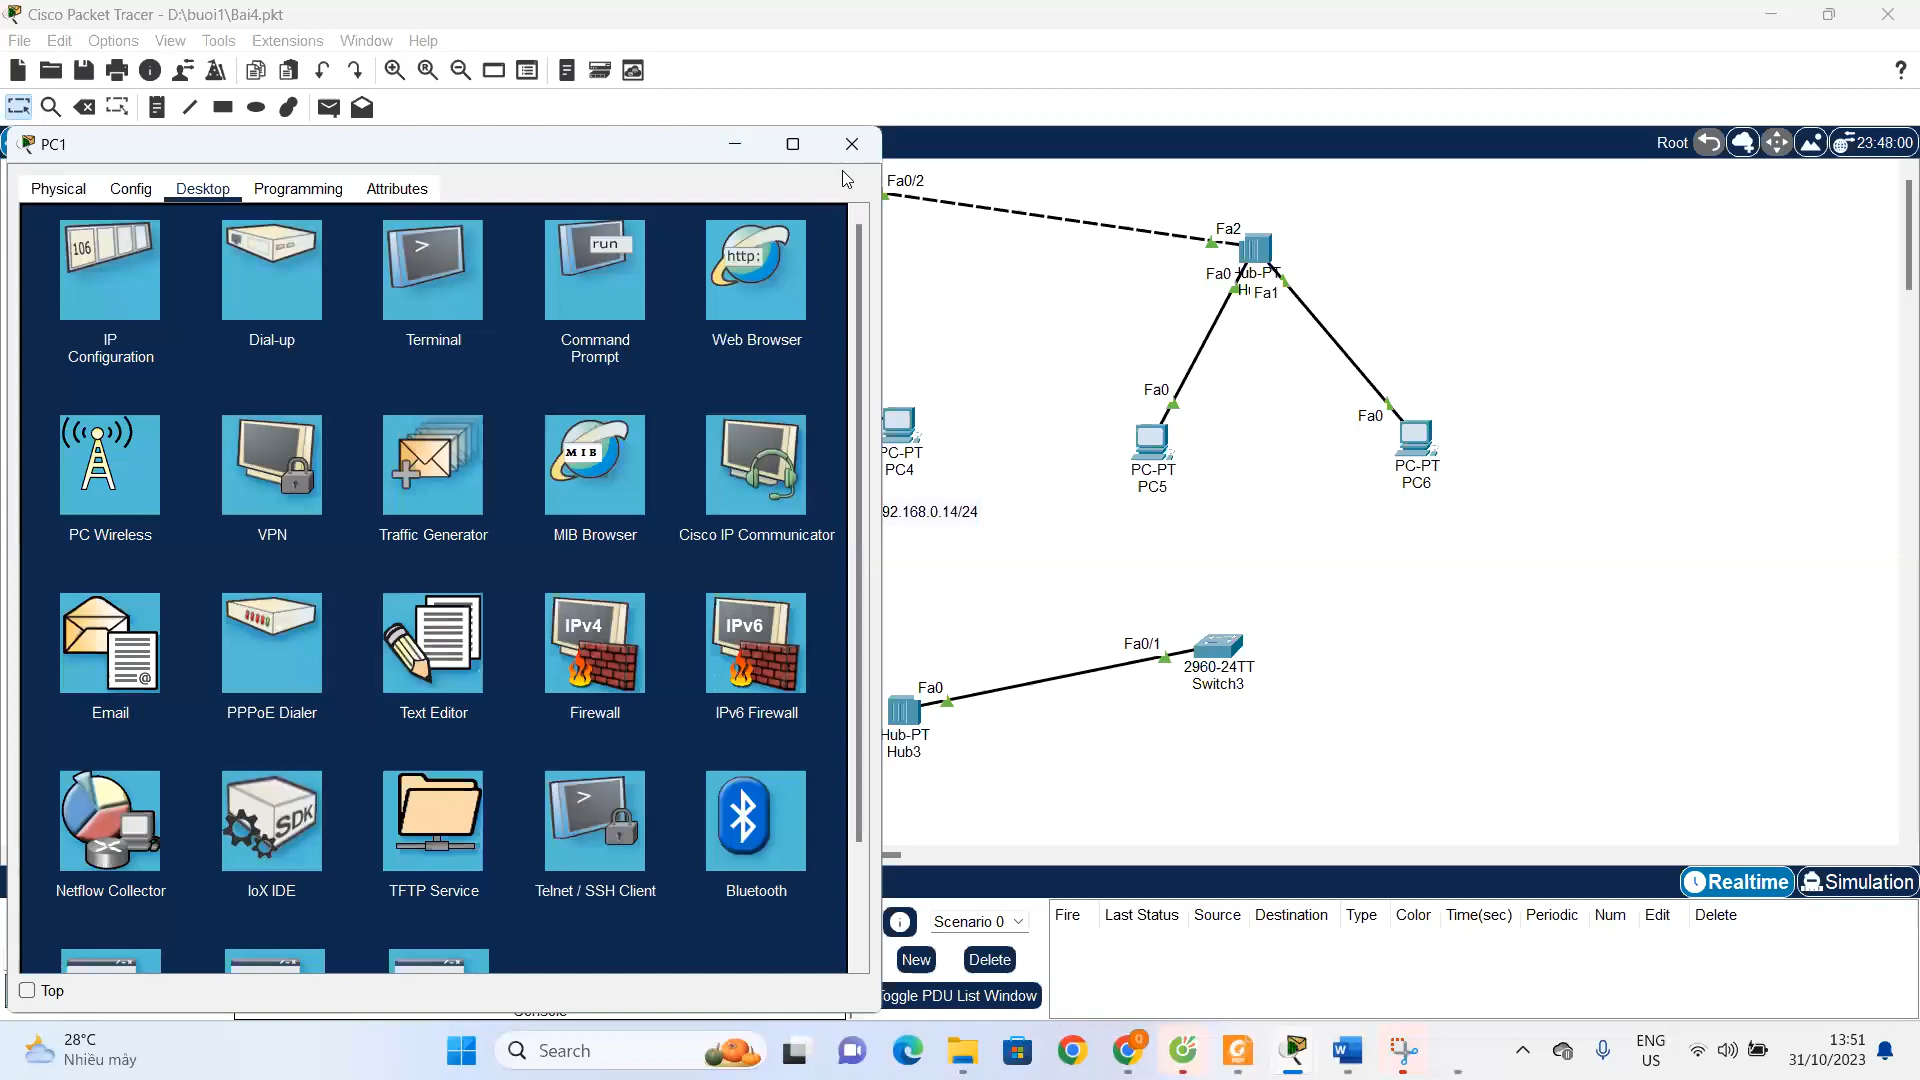 Cisco Packet Tracer - D:\buoi1\Bai4.pkt
File Edit Options View Tools Extensions Window Help
?
PC1
Root
23:48:00
Physical Config Desktop Programming Attributes
106
run
http:
IP Configuration
Dial-up
Terminal
Command Prompt
Web Browser
MIB
PC Wireless
VPN
Traffic Generator
MIB Browser
Cisco IP Communicator
@
IPv4
IPv6
Email
PPPoE Dialer
Text Editor
Firewall
IPv6 Firewall
SDK
Netflow Collector
IoX IDE
TFTP Service
Telnet / SSH Client
Bluetooth
Top
Fa0/2
Fa2
Fa0
ub-PT
Fa1
Fa0
Fa0
PC-PT
PC4
PC-PT
PC5
PC-PT
PC6
92.168.0.14/24
Fa0/1
2960-24TT
Switch3
Fa0
Hub-PT
Hub3
Realtime
Simulation
Scenario 0
New
Delete
oggle PDU List Window
Fire Last Status Source Destination Type Color Time(sec) Periodic Num Edit Delete
28°C
Nhiều mây
Search
ENG
US
13:51
31/10/2023